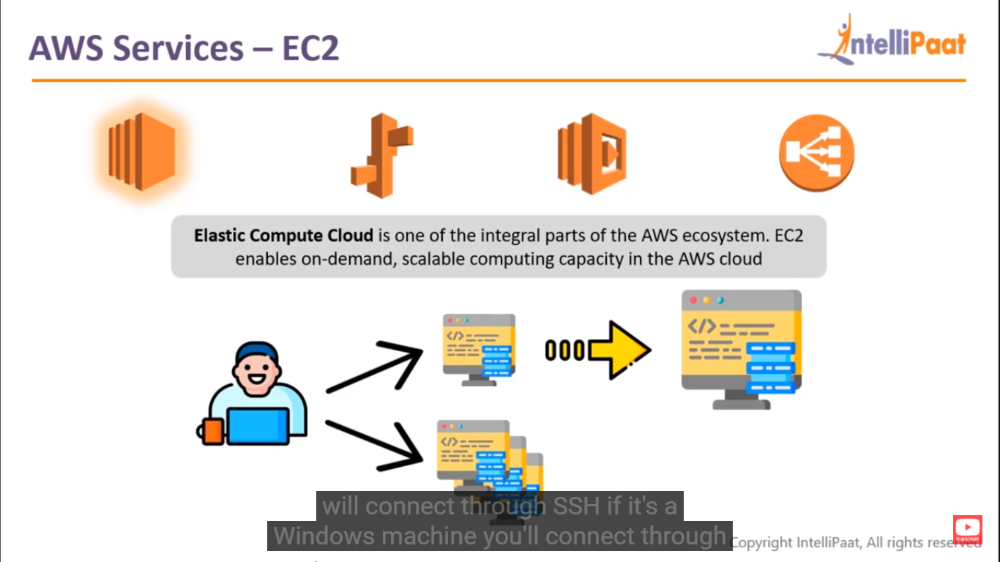 AWS Services – EC2
IntelliPaat
Elastic Compute Cloud is one of the integral parts of the AWS ecosystem. EC2
enables on-demand, scalable computing capacity in the AWS cloud
</>
</>
</>
will connect through SSH if it's a
Windows machine you'll connect through
SUBSCRIBE
Copyright IntelliPaat, All rights reserved